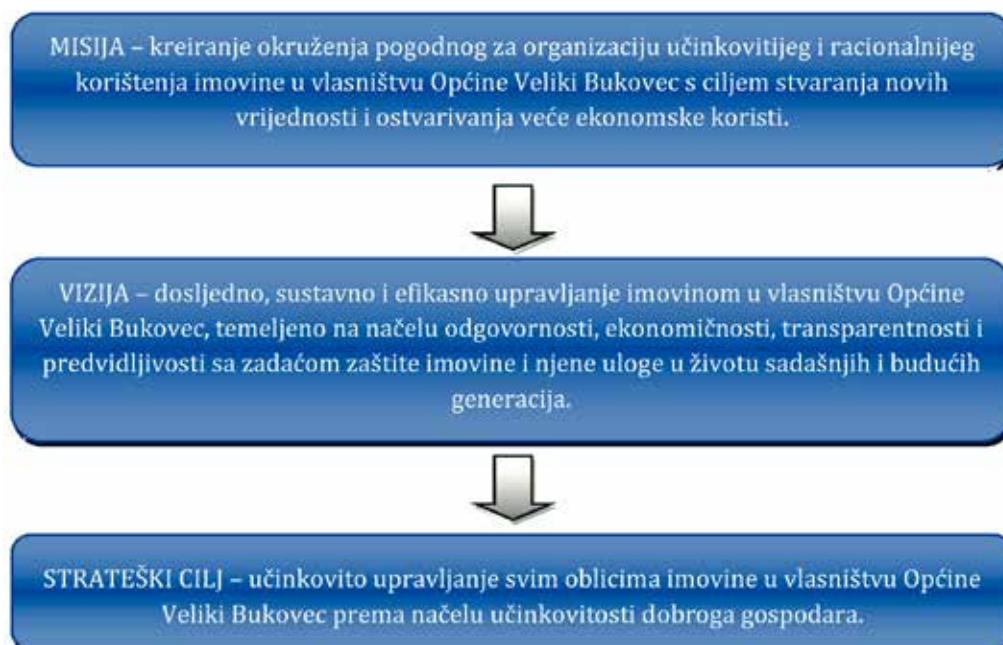 MISIJA – kreiranje okruženja pogodnog za organizaciju učinkovitijeg i racionalnijeg
korištenja imovine u vlasništvu Općine Veliki Bukovec s ciljem stvaranja novih
vrijednosti i ostvarivanja veće ekonomske koristi.
VIZIJA – dosljedno, sustavno i efikasno upravljanje imovinom u vlasništvu Općine
Veliki Bukovec, temeljeno na načelu odgovornosti, ekonomičnosti, transparentnosti i
predvidljivosti sa zadaćom zaštite imovine i njene uloge u životu sadašnjih i budućih
generacija.
STRATEŠKI CILJ – učinkovito upravljanje svim oblicima imovine u vlasništvu Općine
Veliki Bukovec prema načelu učinkovitosti dobroga gospodara.